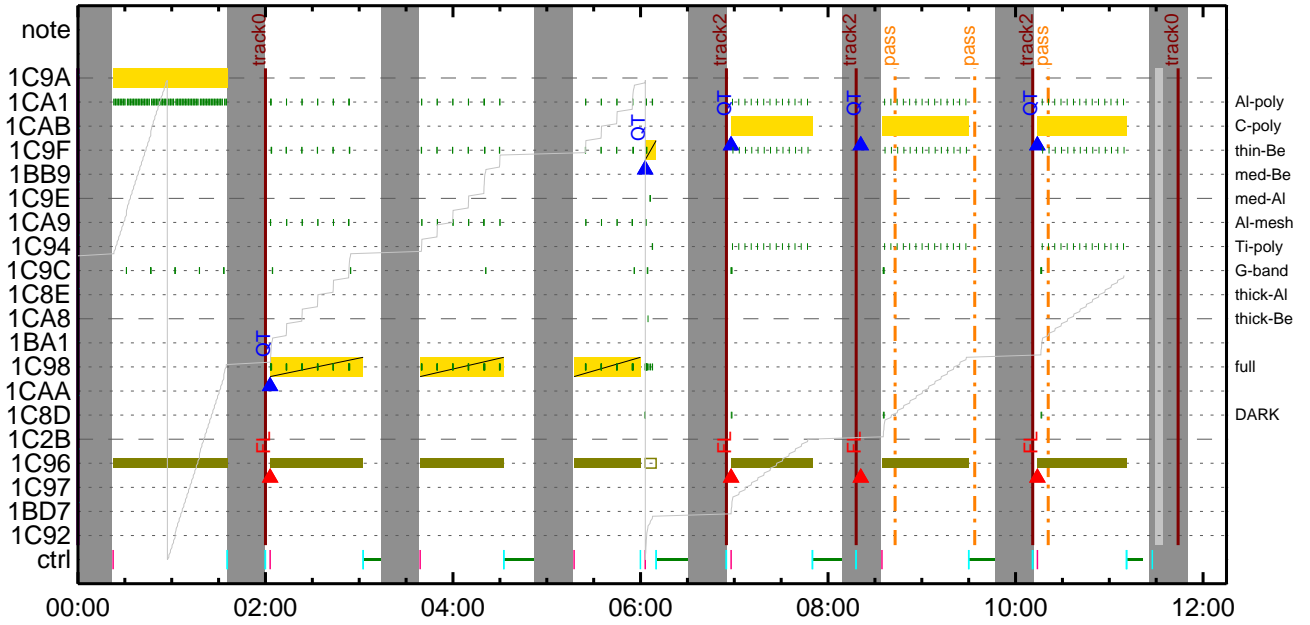 note track0 track2 track2 pass pass track2 pass track0
1C9A
1CA1 QT QT QT Al-poly
1CAB QT C-poly
1C9F thin-Be
1BB9 med-Be
1C9E med-Al
1CA9 Al-mesh
1C94 Ti-poly
1C9C G-band
1C8E thick-Al
1CA8 thick-Be
1BA1 QT
1C98 full
1CAA
1C8D DARK
1C2B FL FL FL FL
1C96
1C97
1BD7
1C92
ctrl
00:00 02:00 04:00 06:00 08:00 10:00 12:00